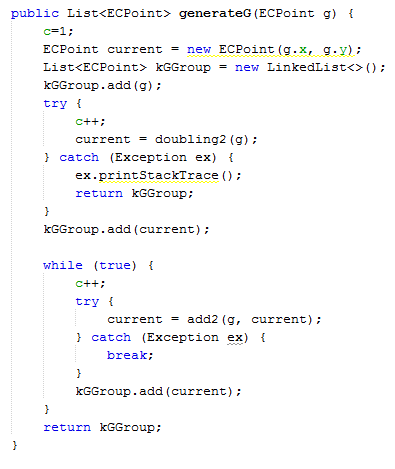 public List<ECPoint> generateG(ECPoint g) {
    c=1;
    ECPoint current = new ECPoint(g.x, g.y);
    List<ECPoint> kGGroup = new LinkedList<>();
    kGGroup.add(g);
    try {
        c++;
        current = doubling2(g);
    } catch (Exception ex) {
        ex.printStackTrace();
        return kGGroup;
    }
    kGGroup.add(current);

    while (true) {
        c++;
        try {
            current = add2(g, current);
        } catch (Exception ex) {
            break;
        }
        kGGroup.add(current);
    }
    return kGGroup;
}